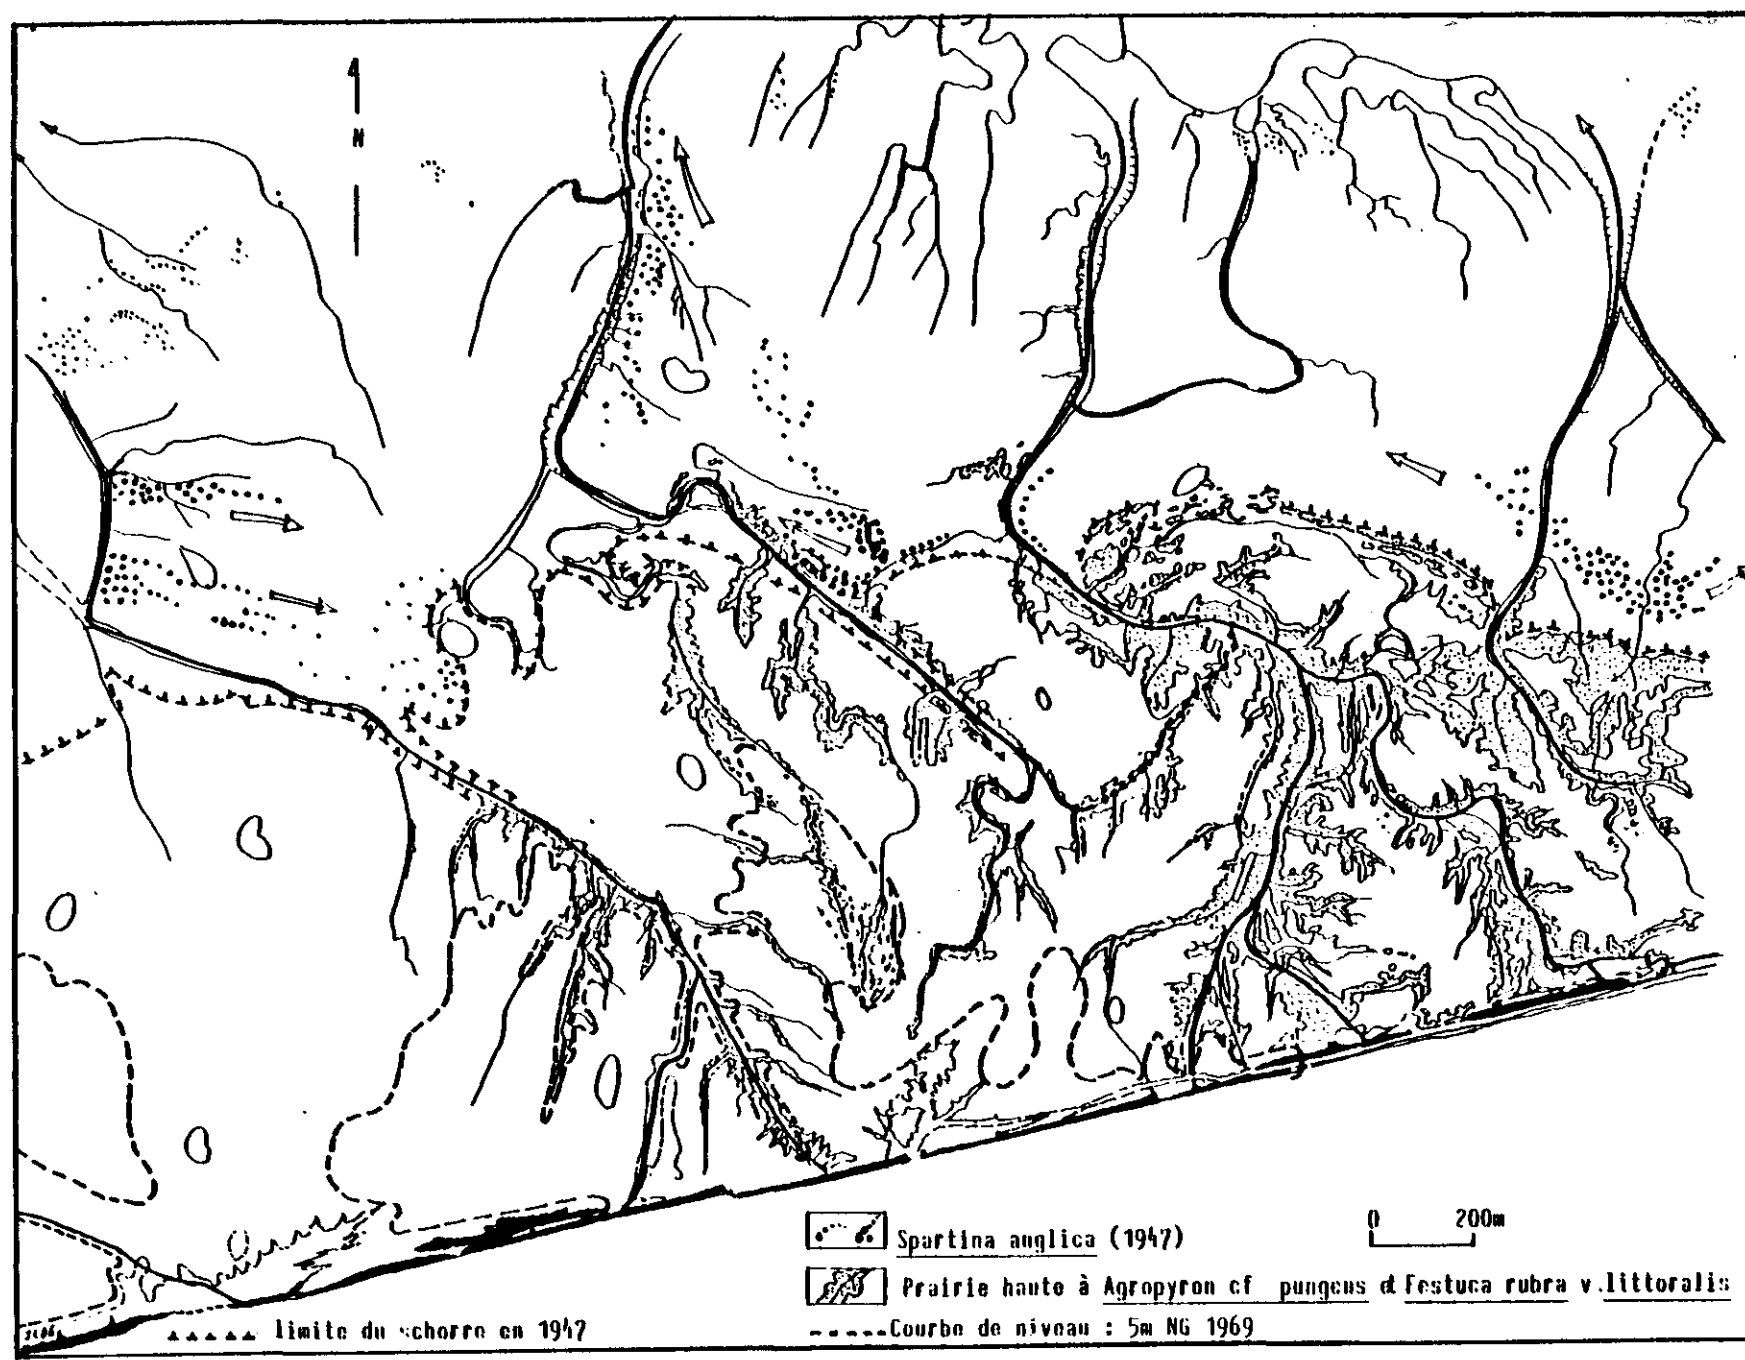 N
Spartina anglica (1947)
0 200m
Prairie haute à Agropyron cf pungens et Festuca rubra v. littoralis
limite du schorre en 1947
Courbe de niveau : 5m NG 1969